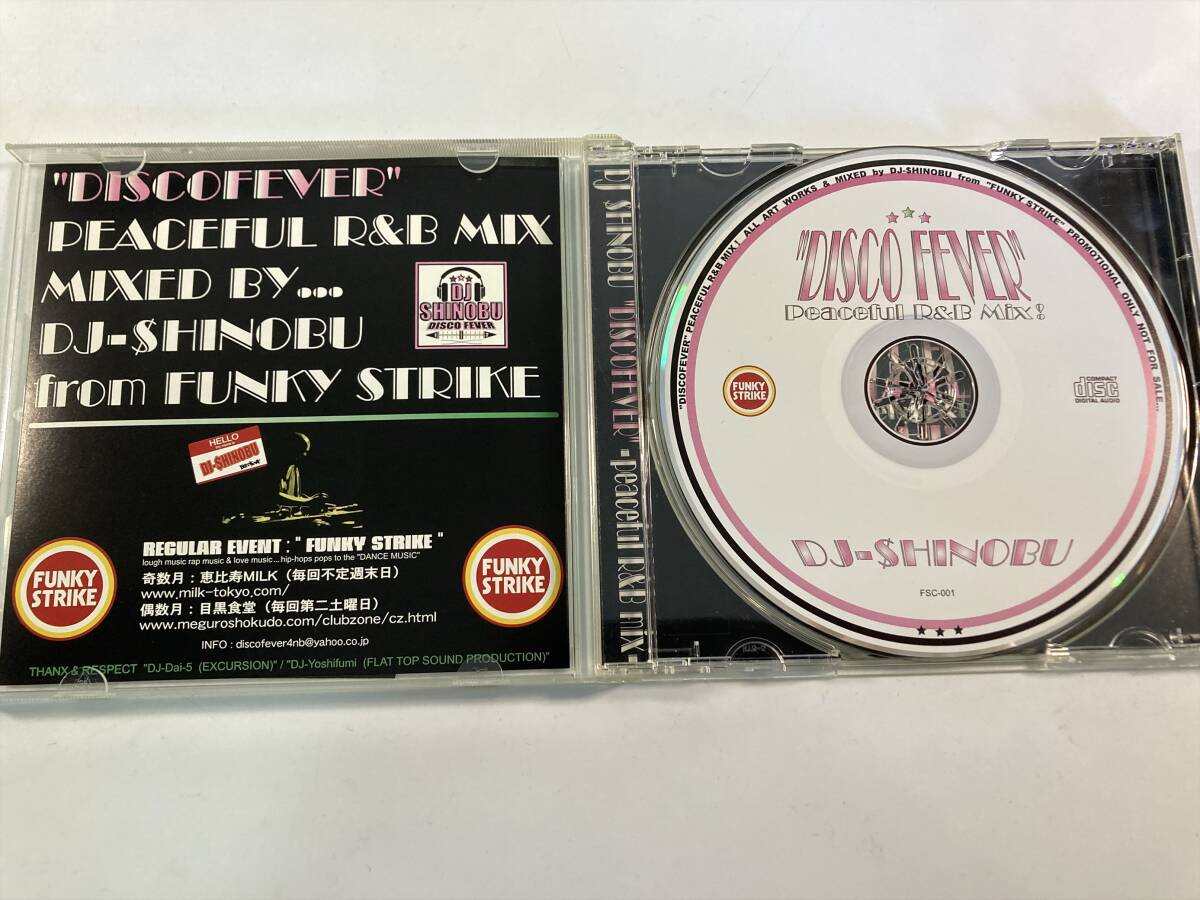 "DISCOFEVER"
PEACEFUL R&B MIX
MIXED BY...
DJ-$HINOBU
from FUNKY STRIKE
DJ
SHINOBU
DISCO FEVER
HELLO
DJ-$HINOBU
REGULAR EVENT : " FUNKY STRIKE "
lough music rap music & love music...hip-hops pops to the "DANCE MUSIC"
奇数月：恵比寿MILK（毎回不定週末日）
www.milk-tokyo.com/
偶数月：目黒食堂（毎回第二土曜日）
www.meguroshokudo.com/clubzone/cz.html
INFO : discofever4nb@yahoo.co.jp
FUNKY
STRIKE
FUNKY
STRIKE
THANX & RESPECT "DJ-Dai-5 (EXCURSION)" / "DJ-Yoshifumi (FLAT TOP SOUND PRODUCTION)"
DJ SHINOBU "DISCOFEVER" -peaceful R&B mix-
"DISCOFEVER" PEACEFUL R&B MIX ! ALL ART WORKS & MIXED by DJ-SHINOBU from "FUNKY STRIKE" PROMOTIONAL ONLY NOT FOR SALE...
"DISCO FEVER"
Peaceful R&B Mix!
FUNKY
STRIKE
COMPACT
disc
DIGITAL AUDIO
DJ-$HINOBU
FSC-001